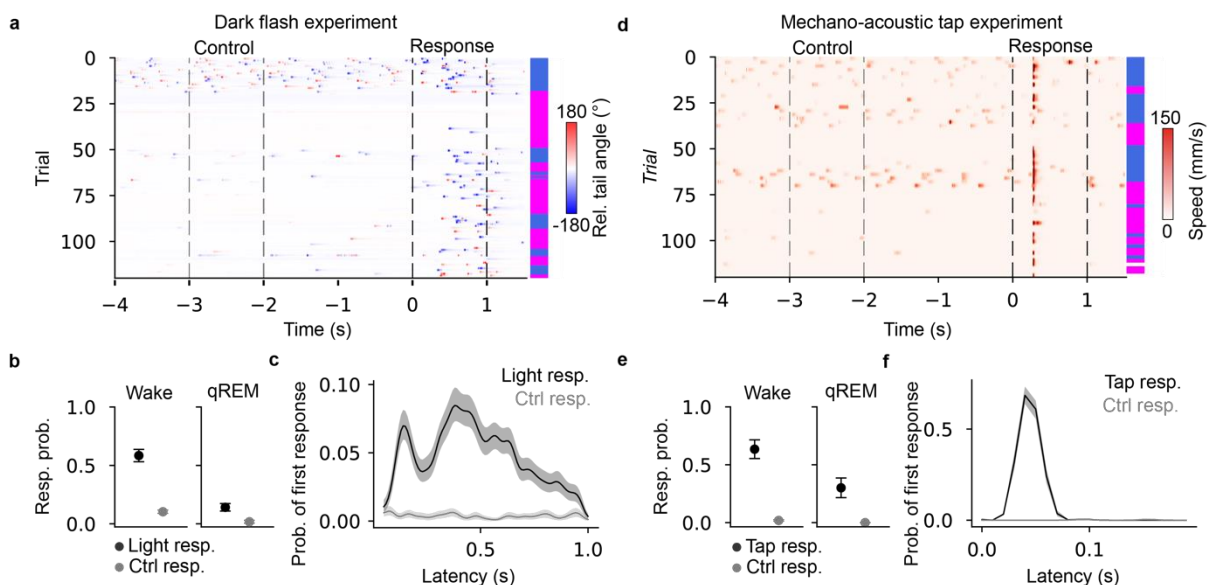 a
Dark flash experiment
Control
Response
Trial
0
25
50
75
100
−4
−3
−2
−1
0
1
Time (s)
180
-180
Rel. tail angle (°)
d
Mechano-acoustic tap experiment
Control
Response
Trial
0
25
50
75
100
−4
−3
−2
−1
0
1
Time (s)
150
0
Speed (mm/s)
b
Wake
qREM
Resp. prob.
1.0
0.5
0.0
Light resp.
Ctrl resp.
c
Light resp.
Ctrl resp.
Prob. of first response
0.10
0.05
0.00
0.5
1.0
Latency (s)
e
Wake
qREM
Resp. prob.
1.0
0.5
0.0
Tap resp.
Ctrl resp.
f
Tap resp.
Ctrl resp.
Prob. of first response
0.5
0.0
0.0
0.1
Latency (s)